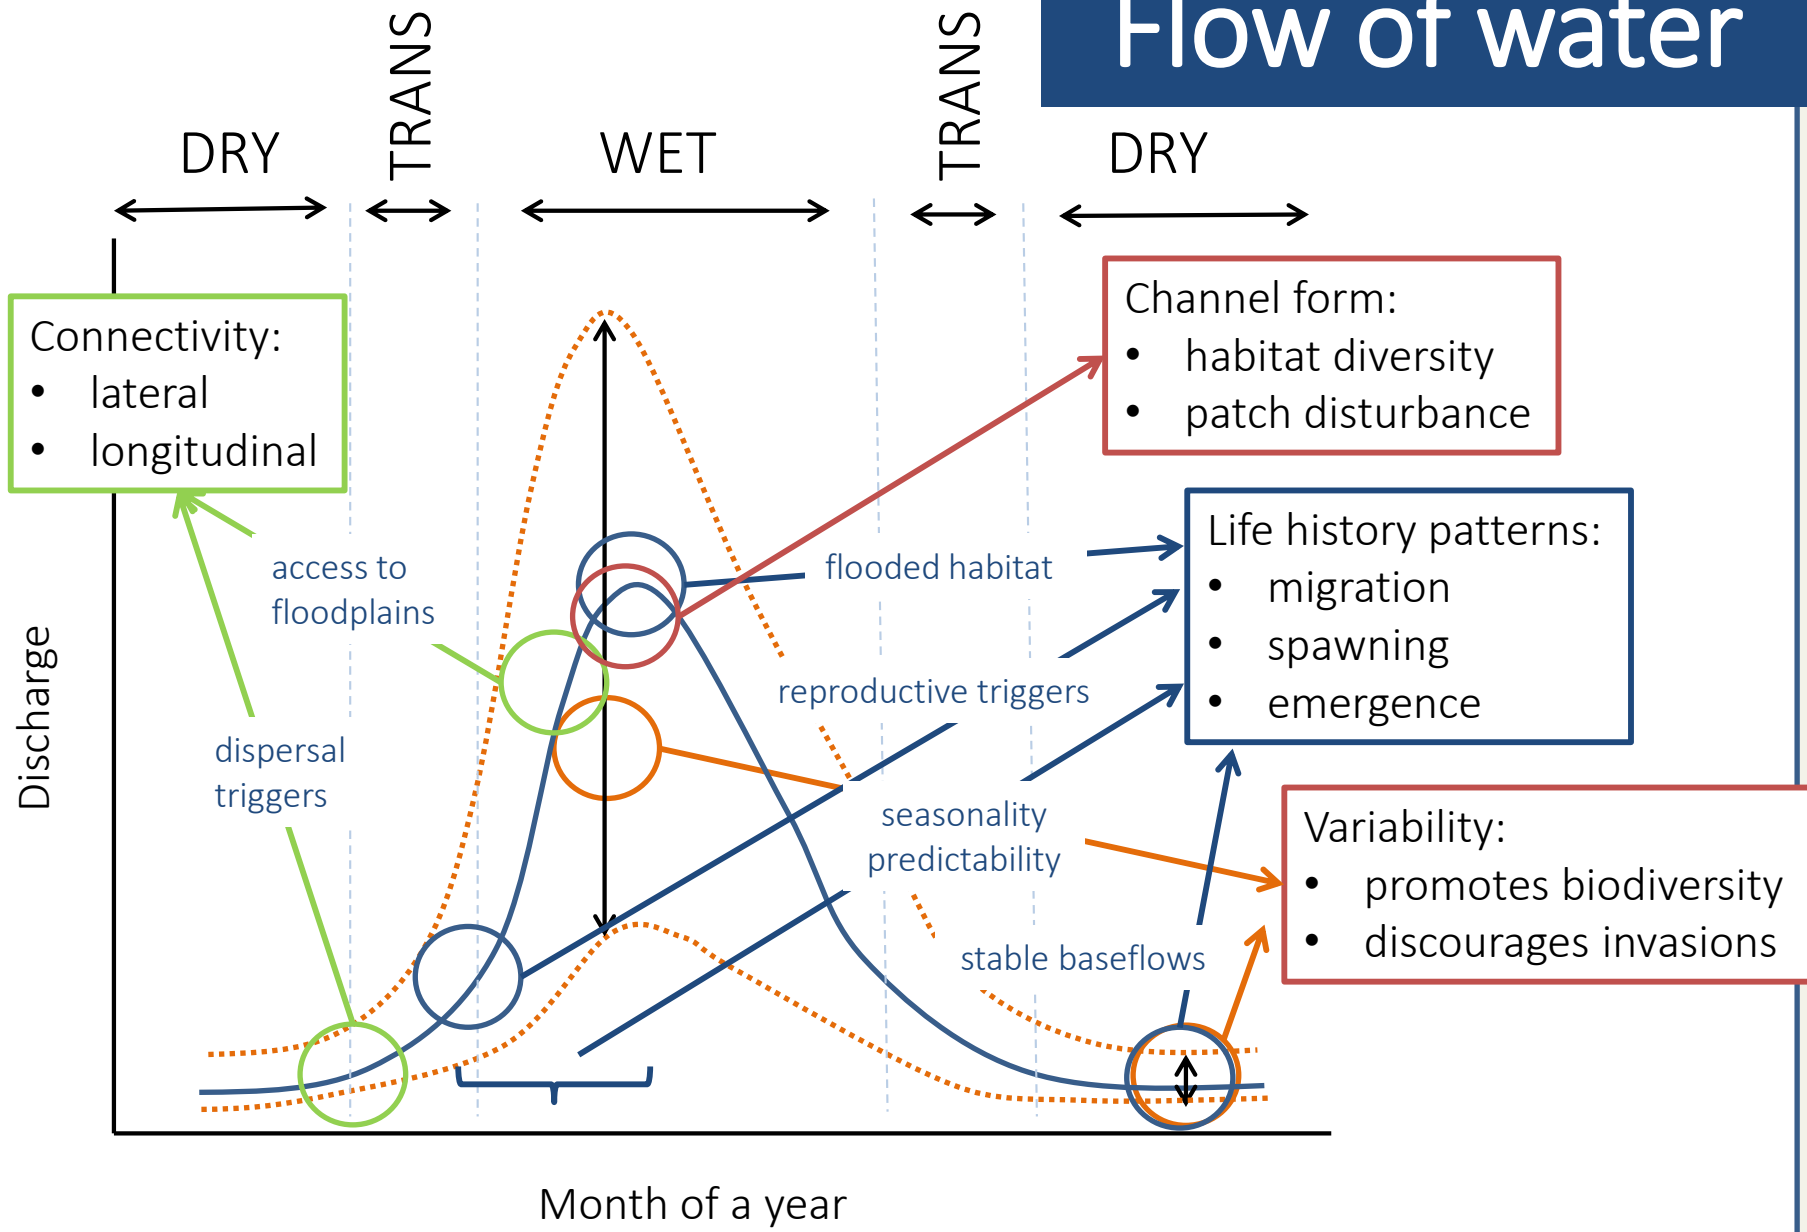 Flow of water
DRY
TRANS
WET
TRANS
DRY
Connectivity:
• lateral
• longitudinal
Channel form:
• habitat diversity
• patch disturbance
Life history patterns:
• migration
• spawning
• emergence
Variability:
• promotes biodiversity
• discourages invasions
access to
floodplains
dispersal
triggers
flooded habitat
reproductive triggers
seasonality
predictability
stable baseflows
Discharge
Month of a year